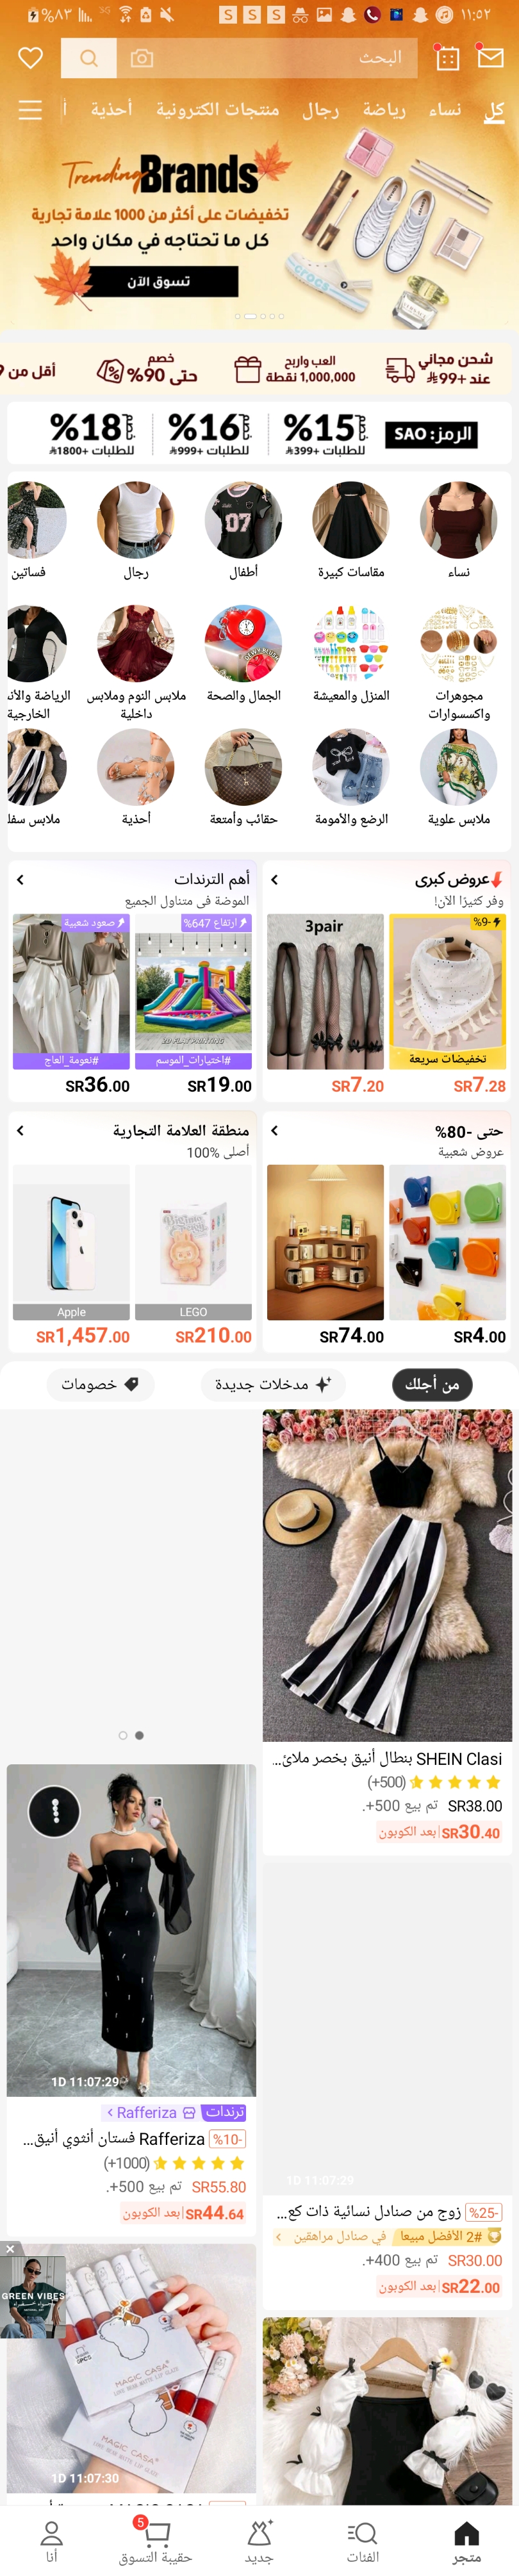 %٨٣ ١١:٥٢
البحث
كل نساء رياضة رجال منتجات الكترونية أحذية
Trending Brands
تخفيضات على أكثر من 1000 علامة تجارية
كل ما تحتاجه في مكان واحد
تسوق الآن
crocs
شحن مجاني
عند +99
العب واربح
1,000,000 نقطة
خصم
حتى 90%
أقل من
الرمز: SAO
%15 للطلبات +399
%16 للطلبات +999
%18 للطلبات +1800
نساء
مقاسات كبيرة
أطفال
07
رجال
فساتين
مجوهرات واكسسوارات
المنزل والمعيشة
الجمال والصحة
ملابس النوم وملابس داخلية
الرياضة والأن
الخارجية
ملابس علوية
الرضع والأمومة
حقائب وأمتعة
أحذية
ملابس سفل
عروض كبرى
وفر كثيرًا الآن!
%9-
تخفيضات سريعة
SR7.28
3pair
SR7.20
أهم الترندات
الموضة في متناول الجميع
ارتفاع 647%
#اختيارات_الموسم
SR19.00
صعود شعبية
#نعومة_العاج
SR36.00
حتى -80%
عروض شعبية
SR4.00
SR74.00
منطقة العلامة التجارية
أصلي 100%
LEGO
SR210.00
Apple
SR1,457.00
من أجلك
مدخلات جديدة
خصومات
SHEIN Clasi بنطال أنيق بخصر ملائ...
(500+)
SR38.00 تم بيع 500+.
SR30.40 بعد الكوبون
1D 11:07:29
ترندات Rafferiza
%10- Rafferiza فستان أنثوي أنيق...
(1000+)
SR55.80 تم بيع 500+.
SR44.64 بعد الكوبون
1D 11:07:29
%25- زوج من صنادل نسائية ذات كع...
#2 الأفضل مبيعا في صنادل مراهقين
SR30.00 تم بيع 400+.
SR22.00 بعد الكوبون
GREEN VIBES
MAGIC CASA
MAGIC CASA
1D 11:07:30
متجر
الفئات
جديد
5
حقيبة التسوق
أنا